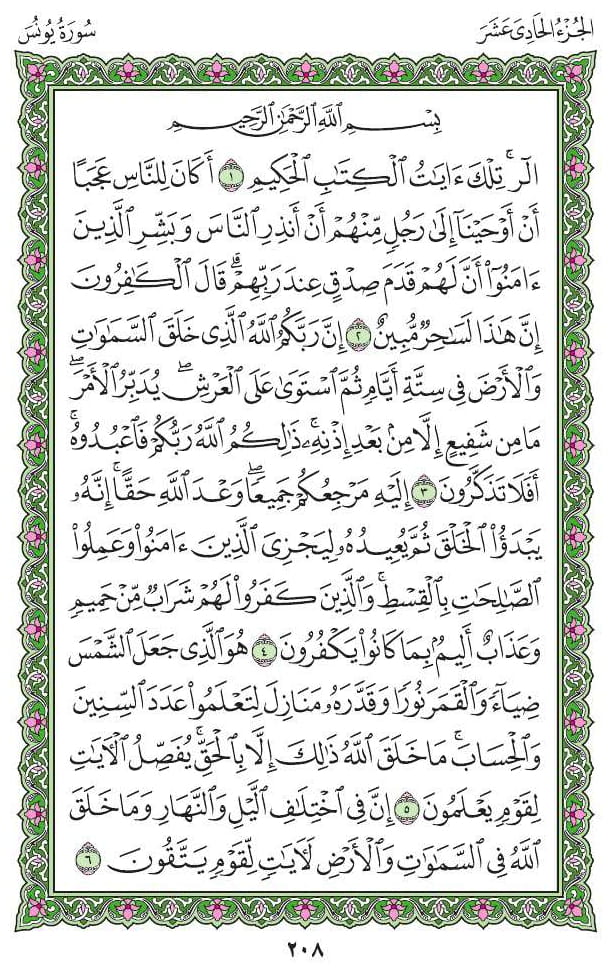 الجُزْءُ الحَادِي عَشَرَ
سُورَةُ يُونُسَ
بِسْمِ ٱللَّهِ ٱلرَّحْمَٰنِ ٱلرَّحِيمِ
الٓرۚ تِلْكَ ءَايَٰتُ ٱلْكِتَٰبِ ٱلْحَكِيمِ ١ أَكَانَ لِلنَّاسِ عَجَبًا
أَنْ أَوْحَيْنَآ إِلَىٰ رَجُلٍ مِّنْهُمْ أَنْ أَنذِرِ ٱلنَّاسَ وَبَشِّرِ ٱلَّذِينَ
ءَامَنُوٓا۟ أَنَّ لَهُمْ قَدَمَ صِدْقٍ عِندَ رَبِّهِمْۗ قَالَ ٱلْكَٰفِرُونَ
إِنَّ هَٰذَا لَسَٰحِرٌ مُّبِينٌ ٢ إِنَّ رَبَّكُمُ ٱللَّهُ ٱلَّذِى خَلَقَ ٱلسَّمَٰوَٰتِ
وَٱلْأَرْضَ فِى سِتَّةِ أَيَّامٍ ثُمَّ ٱسْتَوَىٰ عَلَى ٱلْعَرْشِۖ يُدَبِّرُ ٱلْأَمْرَۖ
مَا مِن شَفِيعٍ إِلَّا مِنۢ بَعْدِ إِذْنِهِۦۚ ذَٰلِكُمُ ٱللَّهُ رَبُّكُمْ فَٱعْبُدُوهُۚ
أَفَلَا تَذَكَّرُونَ ٣ إِلَيْهِ مَرْجِعُكُمْ جَمِيعًاۖ وَعْدَ ٱللَّهِ حَقًّاۚ إِنَّهُۥ
يَبْدَؤُا۟ ٱلْخَلْقَ ثُمَّ يُعِيدُهُۥ لِيَجْزِىَ ٱلَّذِينَ ءَامَنُوا۟ وَعَمِلُوا۟
ٱلصَّٰلِحَٰتِ بِٱلْقِسْطِۚ وَٱلَّذِينَ كَفَرُوا۟ لَهُمْ شَرَابٌ مِّنْ حَمِيمٍ
وَعَذَابٌ أَلِيمٌۢ بِمَا كَانُوا۟ يَكْفُرُونَ ٤ هُوَ ٱلَّذِى جَعَلَ ٱلشَّمْسَ
ضِيَآءً وَٱلْقَمَرَ نُورًا وَقَدَّرَهُۥ مَنَازِلَ لِتَعْلَمُوا۟ عَدَدَ ٱلسِّنِينَ
وَٱلْحِسَابَۚ مَا خَلَقَ ٱللَّهُ ذَٰلِكَ إِلَّا بِٱلْحَقِّۚ يُفَصِّلُ ٱلْـَٔايَٰتِ
لِقَوْمٍ يَعْلَمُونَ ٥ إِنَّ فِى ٱخْتِلَٰفِ ٱلَّيْلِ وَٱلنَّهَارِ وَمَا خَلَقَ
ٱللَّهُ فِى ٱلسَّمَٰوَٰتِ وَٱلْأَرْضِ لَـَٔايَٰتٍ لِّقَوْمٍ يَتَّقُونَ ٦
٢٠٨